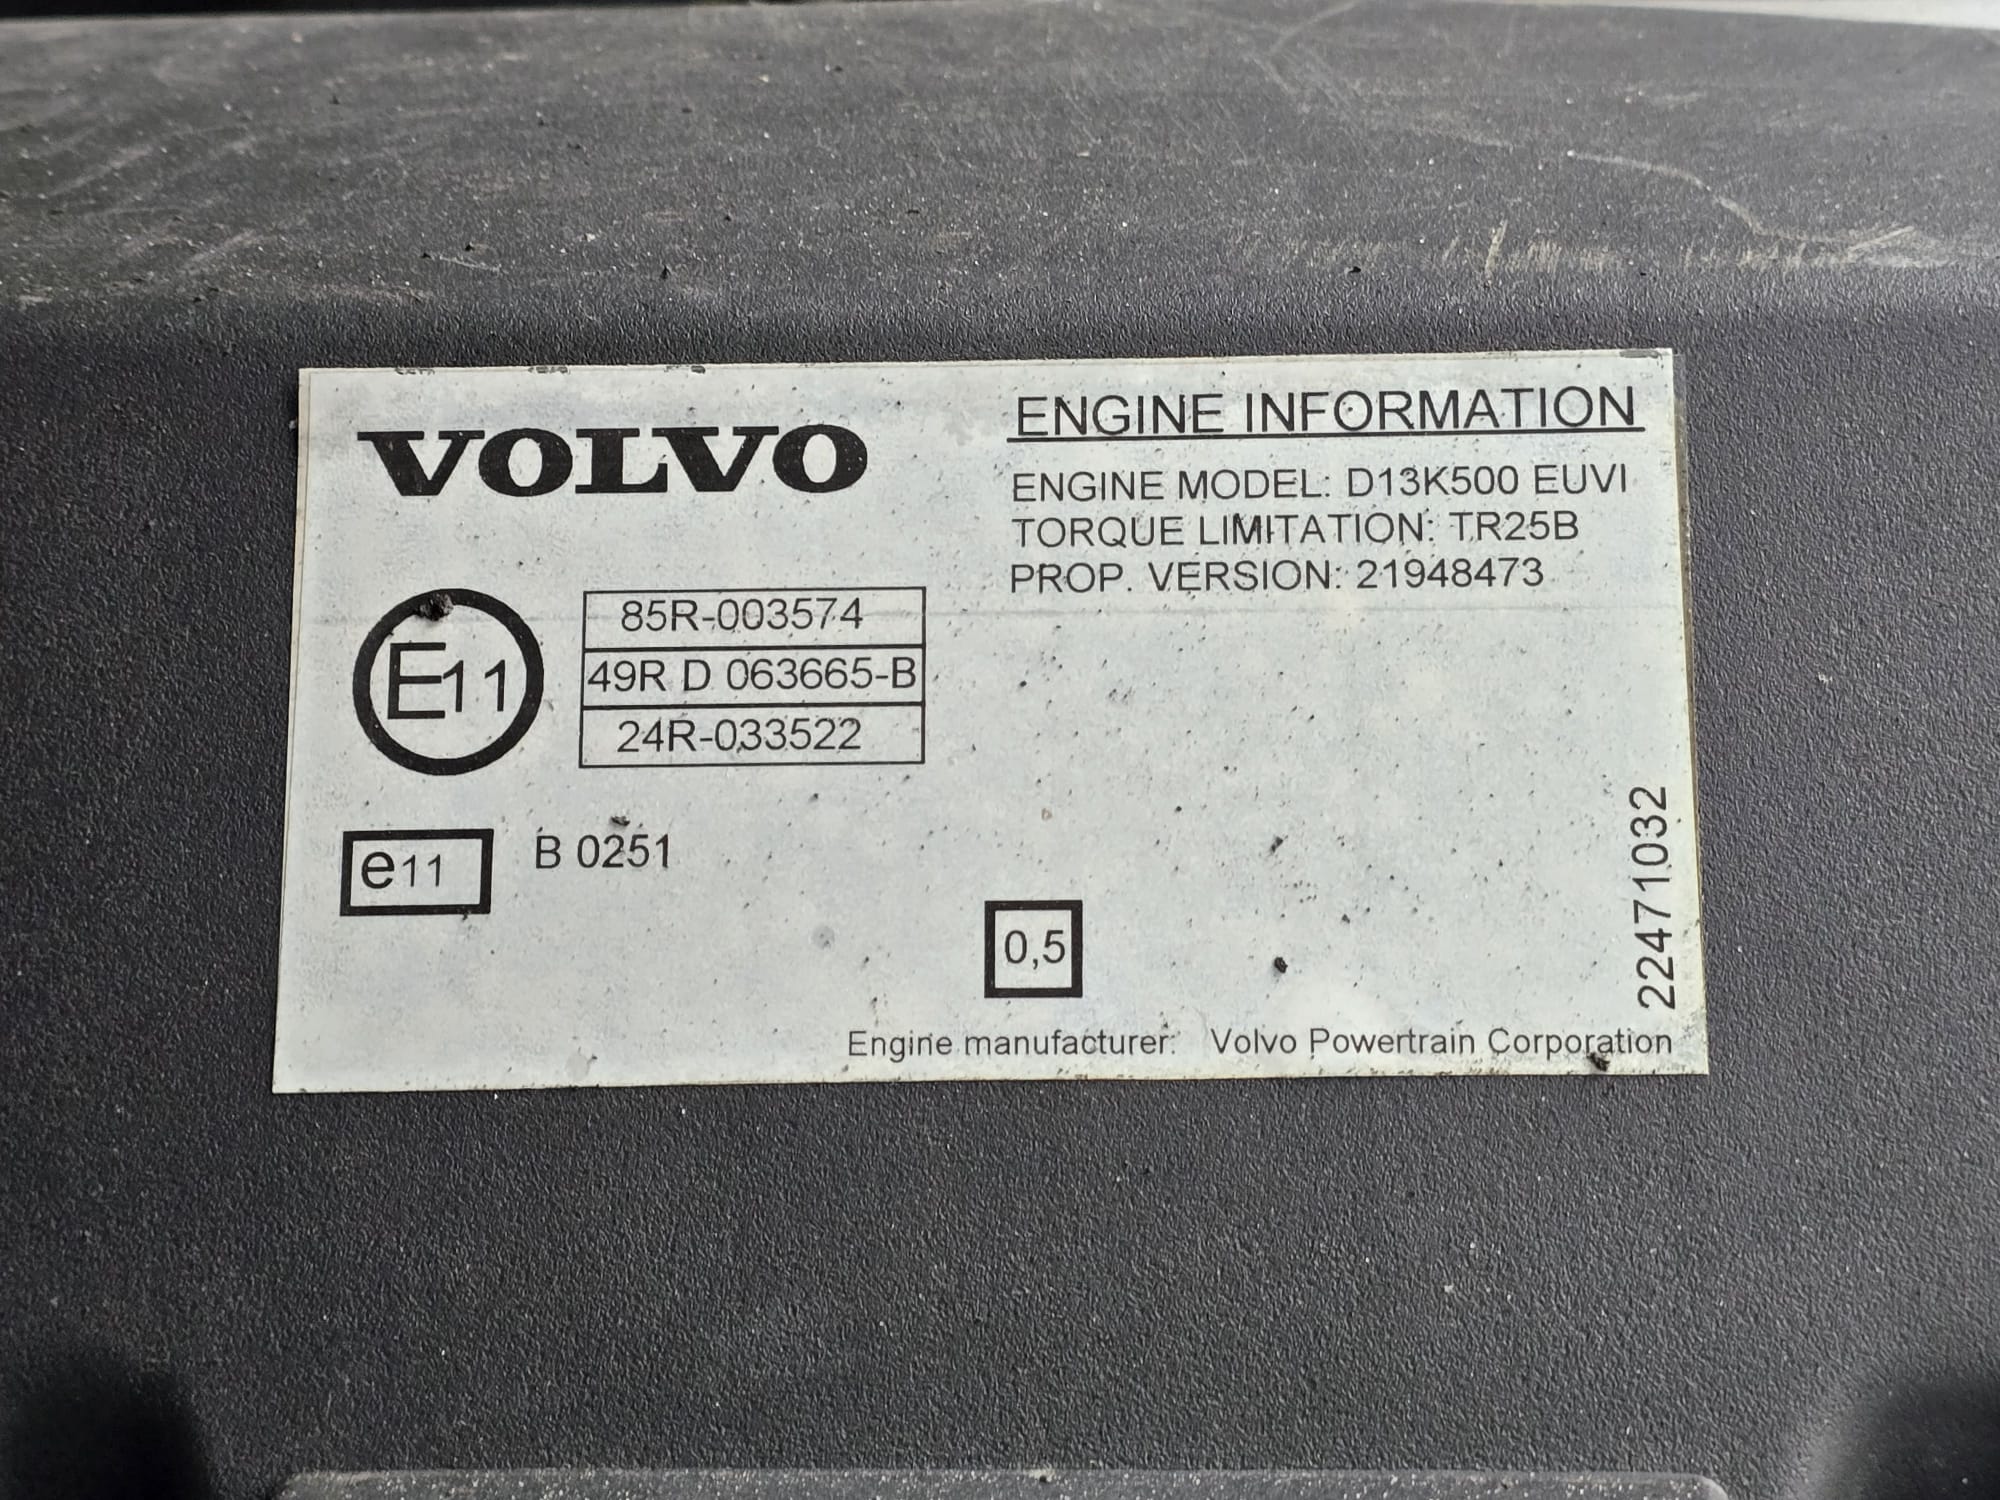 VOLVO
ENGINE INFORMATION
ENGINE MODEL: D13K500 EUVI
TORQUE LIMITATION: TR25B
PROP. VERSION: 21948473
E11
85R-003574
49R D 063665-B
24R-033522
e11
B 0251
0,5
22471032
Engine manufacturer: Volvo Powertrain Corporation